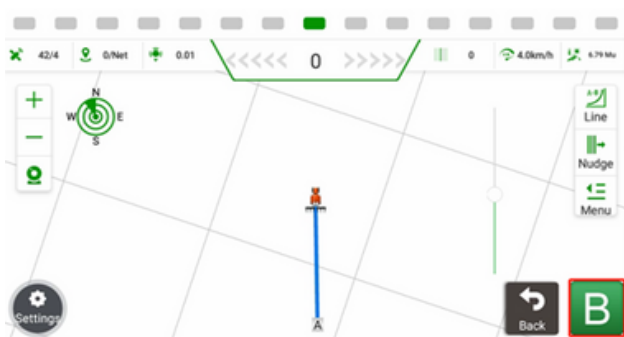 42/4 0/Net 0.01 <<<<< 0 >>>>> 0 4.0km/h 6.79 Mu
+
N
W E
S
−
A-B
Line
Nudge
Menu
A
Settings
Back
B